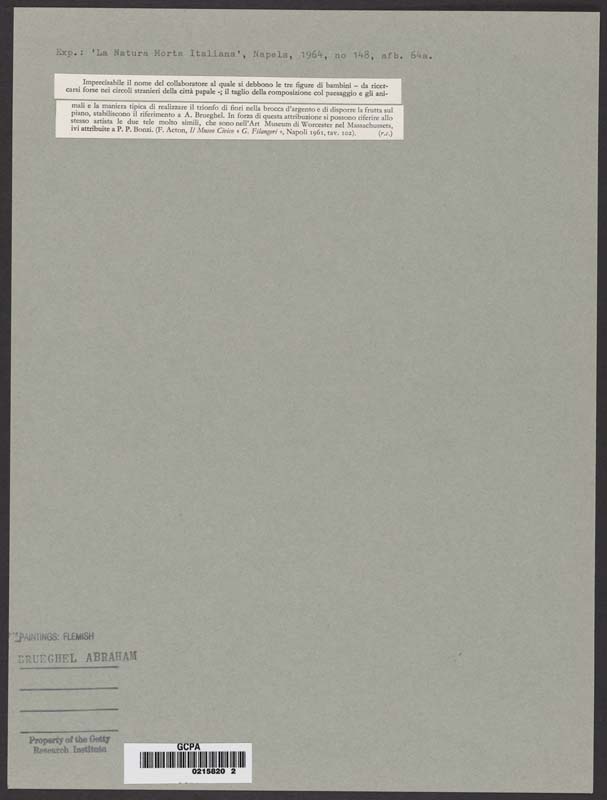 Exp.: 'La Natura Morta Italiana', Napels, 1964, no 148, afb. 64a.
Imprecisabile il nome del collaboratore al quale si debbono le tre figure di bambini – da ricer-
carsi forse nei circoli stranieri della città papale -; il taglio della composizione col paesaggio e gli ani-
mali e la maniera tipica di realizzare il trionfo di fiori nella brocca d'argento e di disporre la frutta sul
piano, stabiliscono il riferimento a A. Brueghel. In forza di questa attribuzione si possono riferire allo
stesso artista le due tele molto simili, che sono nell'Art Museum di Worcester nel Massachussets,
ivi attribuite a P. P. Bonzi. (F. Acton, Il Museo Civico « G. Filangeri », Napoli 1961, tav. 102). (r.c.)
PAINTINGS: FLEMISH
BRUEGHEL ABRAHAM
Property of the Getty
Research Institute
GCPA
0215820 2